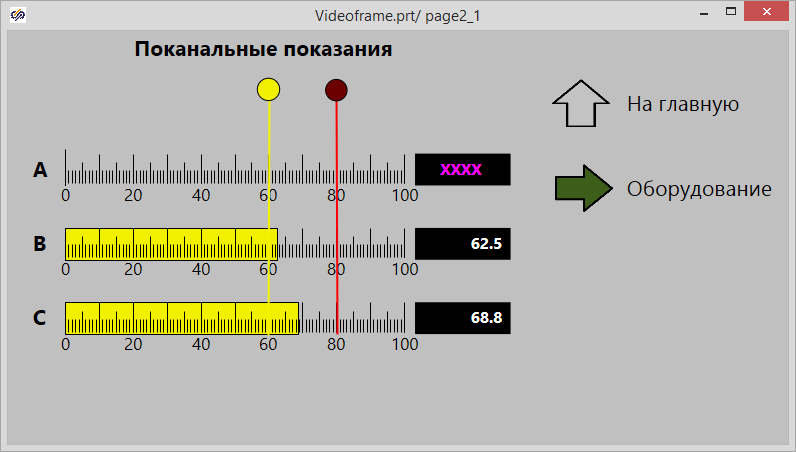 Videoframe.prt/ page2_1
Поканальные показания
На главную
A
XXXX
0 20 40 60 80 100
Оборудование
B
62.5
0 20 40 60 80 100
C
68.8
0 20 40 60 80 100